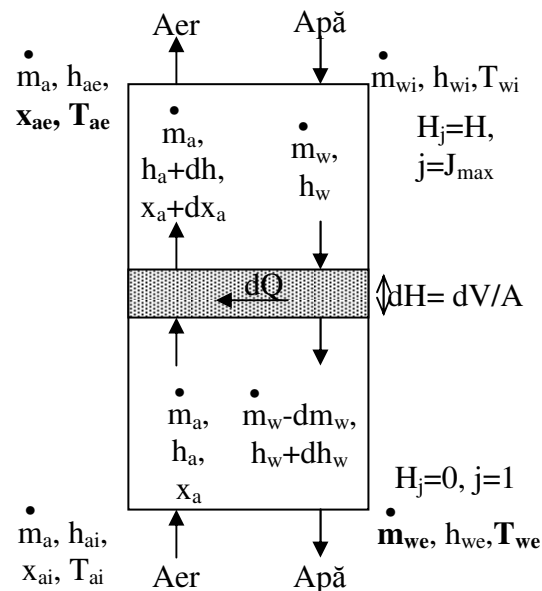 Aer Apă
ṁₐ, hₐₑ,
xₐₑ, Tₐₑ
ṁwi, hwi, Twi
Hj=H,
j=Jmax
ṁₐ,
hₐ+dh,
xₐ+dxₐ
ṁw,
hw
dQ
dH= dV/A
ṁₐ,
hₐ,
xₐ
ṁw-dmw,
hw+dhw
Hj=0, j=1
ṁₐ, hₐi,
xₐi, Tₐi
ṁwe, hwe, Twe
Aer Apă